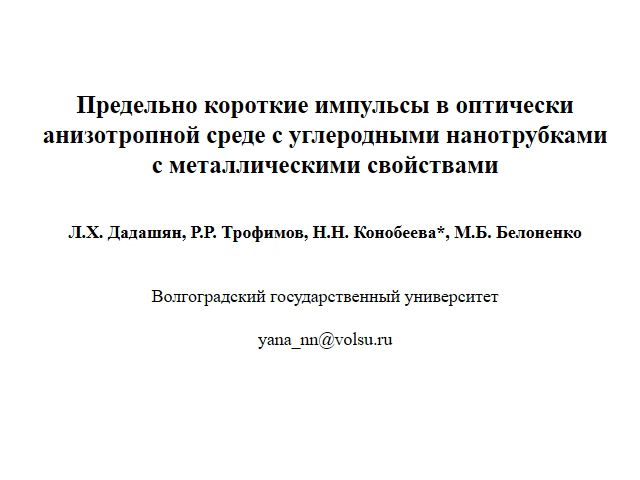 Предельно короткие импульсы в оптически
анизотропной среде с углеродными нанотрубками
с металлическими свойствами
Л.Х. Дадашян, Р.Р. Трофимов, Н.Н. Конобеева*, М.Б. Белоненко
Волгоградский государственный университет
yana_nn@volsu.ru